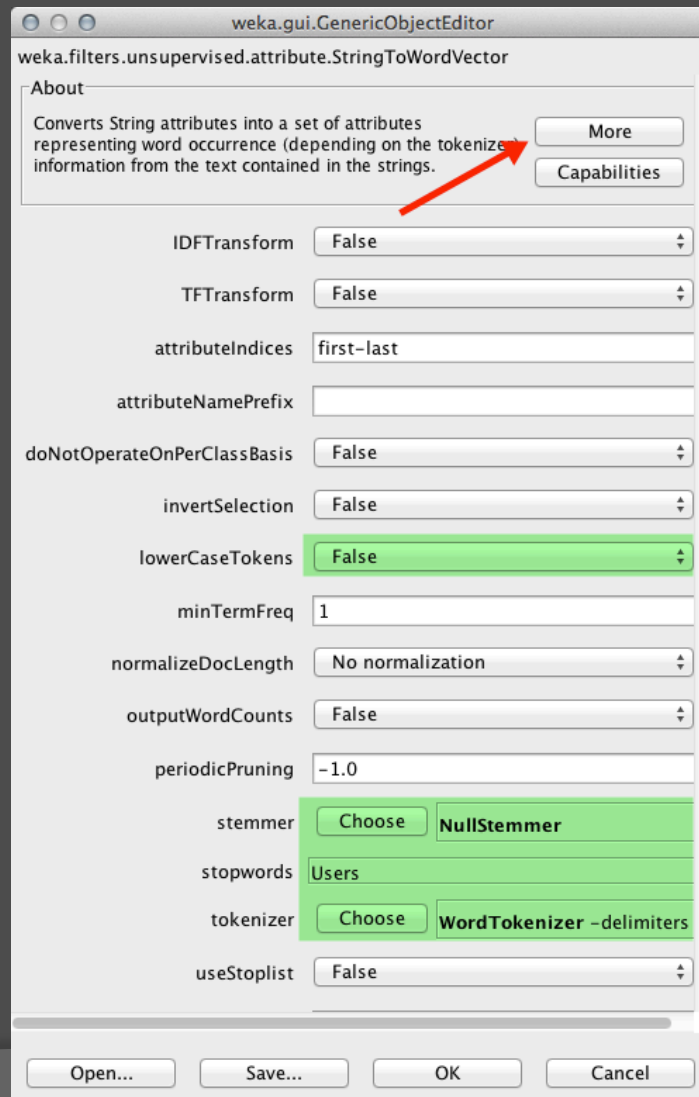 weka.gui.GenericObjectEditor
weka.filters.unsupervised.attribute.StringToWordVector
About
Converts String attributes into a set of attributes
representing word occurrence (depending on the tokenizer)
information from the text contained in the strings.
More
Capabilities
IDFTransform False
TFTransform False
attributeIndices first-last
attributeNamePrefix
doNotOperateOnPerClassBasis False
invertSelection False
lowerCaseTokens False
minTermFreq 1
normalizeDocLength No normalization
outputWordCounts False
periodicPruning -1.0
stemmer Choose NullStemmer
stopwords Users
tokenizer Choose WordTokenizer -delimiters
useStoplist False
Open... Save... OK Cancel